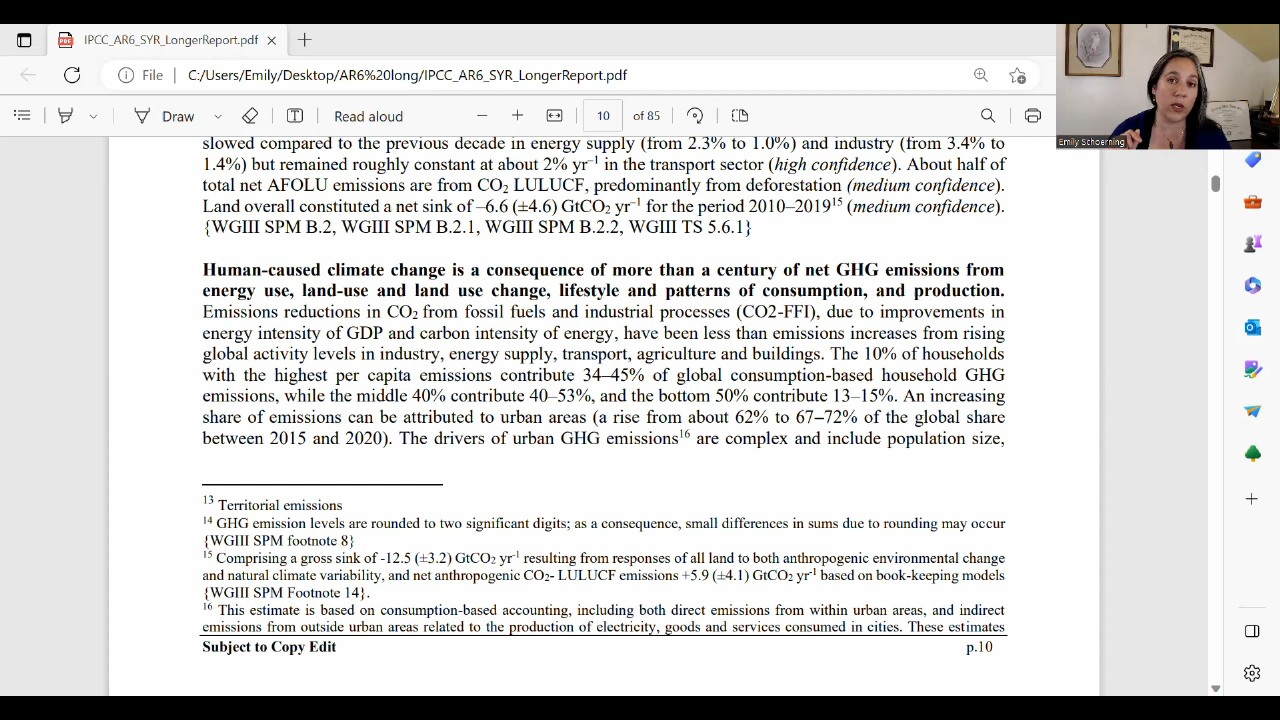 IPCC_AR6_SYR_LongerReport.pdf
File | C:/Users/Emily/Desktop/AR6%20long/IPCC_AR6_SYR_LongerReport.pdf
Draw
Read aloud
10 of 85
Emily Schoerning
slowed compared to the previous decade in energy supply (from 2.3% to 1.0%) and industry (from 3.4% to
1.4%) but remained roughly constant at about 2% yr⁻¹ in the transport sector (high confidence). About half of
total net AFOLU emissions are from CO₂ LULUCF, predominantly from deforestation (medium confidence).
Land overall constituted a net sink of –6.6 (±4.6) GtCO₂ yr⁻¹ for the period 2010–2019¹⁵ (medium confidence).
{WGIII SPM B.2, WGIII SPM B.2.1, WGIII SPM B.2.2, WGIII TS 5.6.1}
Human-caused climate change is a consequence of more than a century of net GHG emissions from
energy use, land-use and land use change, lifestyle and patterns of consumption, and production.
Emissions reductions in CO₂ from fossil fuels and industrial processes (CO2-FFI), due to improvements in
energy intensity of GDP and carbon intensity of energy, have been less than emissions increases from rising
global activity levels in industry, energy supply, transport, agriculture and buildings. The 10% of households
with the highest per capita emissions contribute 34–45% of global consumption-based household GHG
emissions, while the middle 40% contribute 40–53%, and the bottom 50% contribute 13–15%. An increasing
share of emissions can be attributed to urban areas (a rise from about 62% to 67–72% of the global share
between 2015 and 2020). The drivers of urban GHG emissions¹⁶ are complex and include population size,
¹³ Territorial emissions
¹⁴ GHG emission levels are rounded to two significant digits; as a consequence, small differences in sums due to rounding may occur
{WGIII SPM footnote 8}
¹⁵ Comprising a gross sink of -12.5 (±3.2) GtCO₂ yr⁻¹ resulting from responses of all land to both anthropogenic environmental change
and natural climate variability, and net anthropogenic CO₂- LULUCF emissions +5.9 (±4.1) GtCO₂ yr⁻¹ based on book-keeping models
{WGIII SPM Footnote 14}.
¹⁶ This estimate is based on consumption-based accounting, including both direct emissions from within urban areas, and indirect
emissions from outside urban areas related to the production of electricity, goods and services consumed in cities. These estimates
Subject to Copy Edit p.10